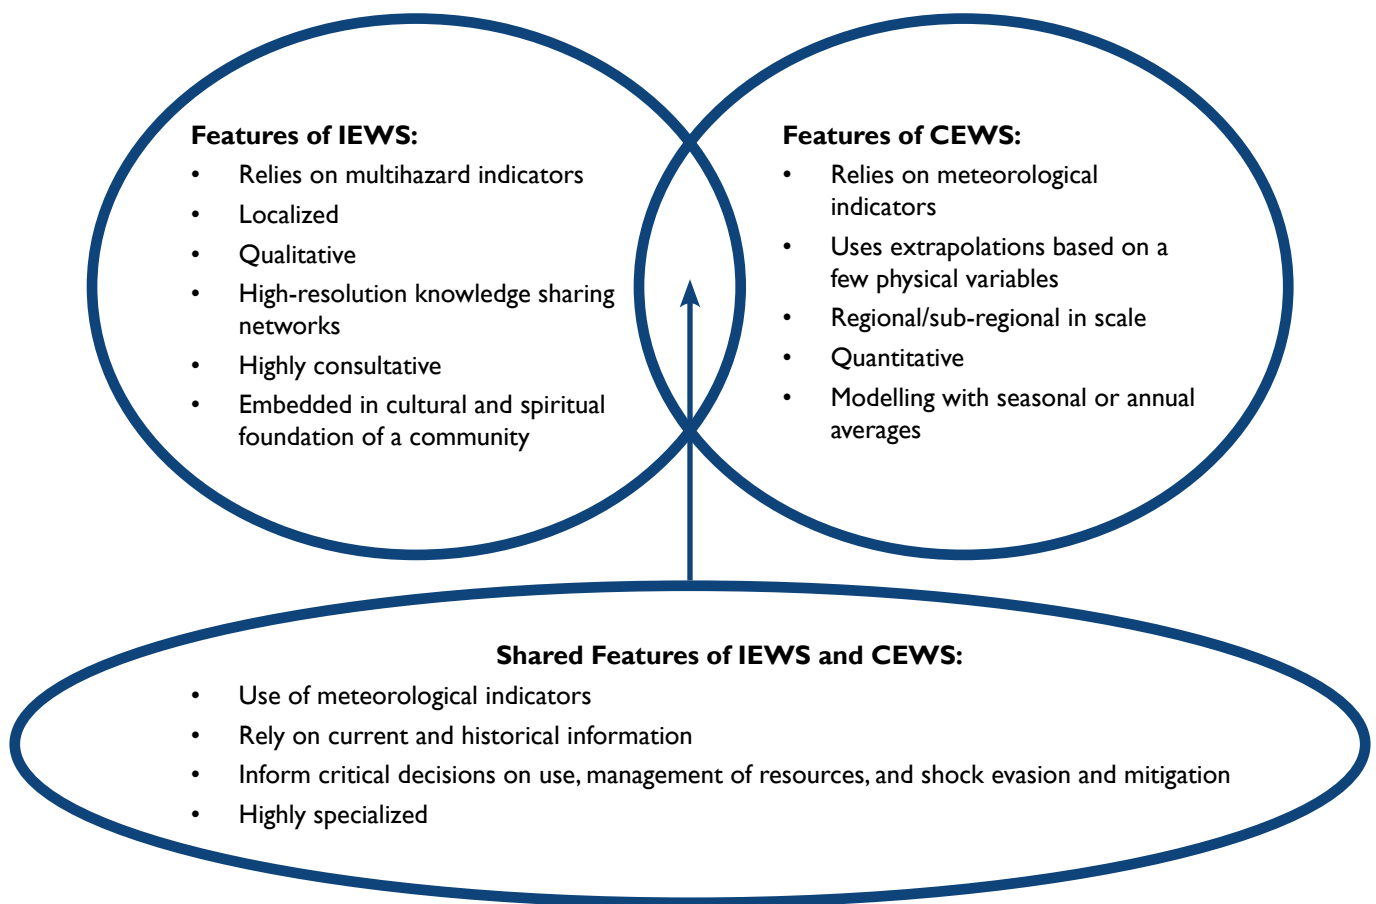 Features of IEWS:
• Relies on multihazard indicators
• Localized
• Qualitative
• High-resolution knowledge sharing
networks
• Highly consultative
• Embedded in cultural and spiritual
foundation of a community
Features of CEWS:
• Relies on meteorological
indicators
• Uses extrapolations based on a
few physical variables
• Regional/sub-regional in scale
• Quantitative
• Modelling with seasonal or annual
averages
Shared Features of IEWS and CEWS:
• Use of meteorological indicators
• Rely on current and historical information
• Inform critical decisions on use, management of resources, and shock evasion and mitigation
• Highly specialized